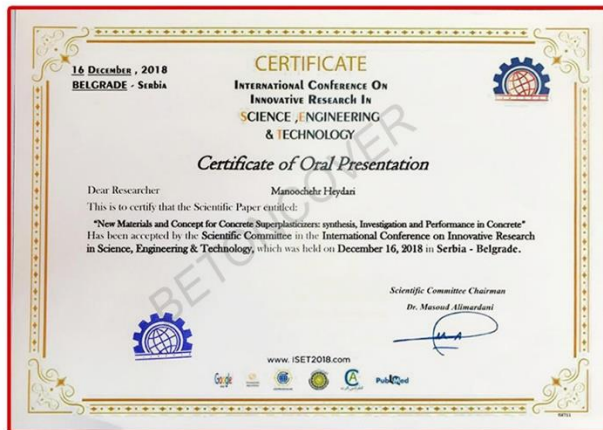 16 December , 2018
BELGRADE - Serbia
CERTIFICATE
International Conference On
Innovative Research In
SCIENCE ,ENGINEERING
& TECHNOLOGY
Certificate of Oral Presentation
Dear Researcher Manoochehr Heydari
This is to certify that the Scientific Paper entitled:
"New Materials and Concept for Concrete Superplasticizers: synthesis, Investigation and Performance in Concrete"
Has been accepted by the Scientific Committee in the International Conference on Innovative Research
in Science, Engineering & Technology, which was held on December 16, 2018 in Serbia - Belgrade.
BETONCOVER
Scientific Committee Chairman
Dr. Masoud Alimardani
www. ISET2018.com
Google
PubMed